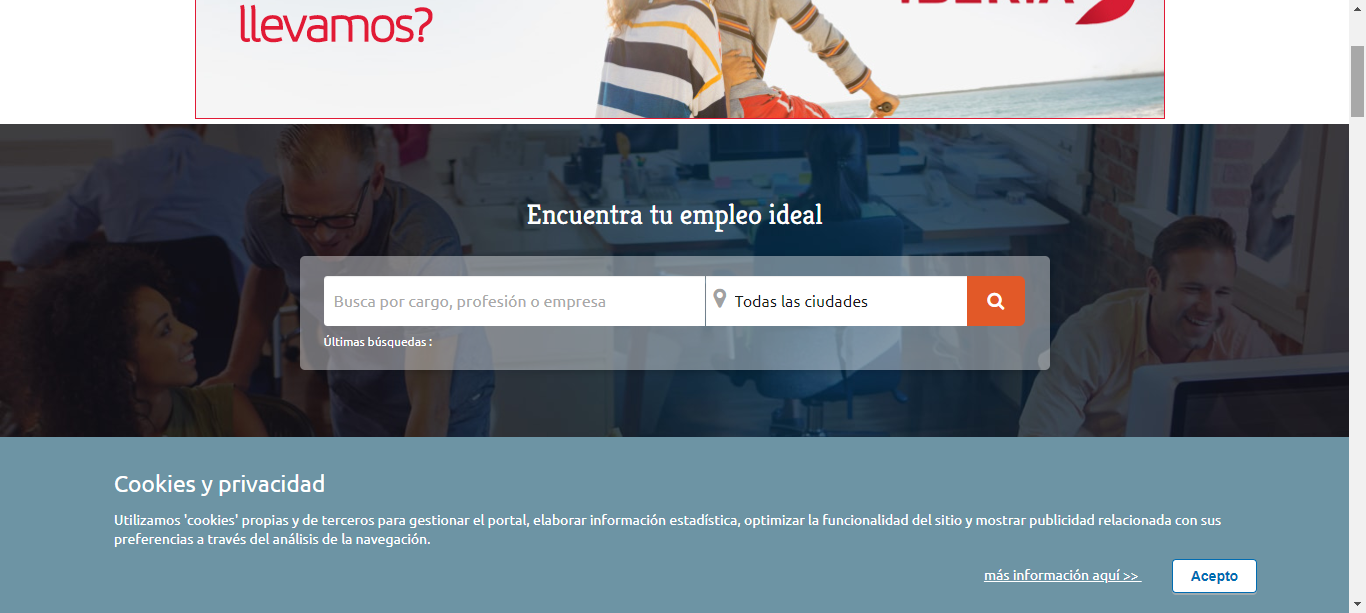 llevamos?
IBERIA
Encuentra tu empleo ideal
Busca por cargo, profesión o empresa
Todas las ciudades
Últimas búsquedas :
Cookies y privacidad
Utilizamos 'cookies' propias y de terceros para gestionar el portal, elaborar información estadística, optimizar la funcionalidad del sitio y mostrar publicidad relacionada con sus
preferencias a través del análisis de la navegación.
más información aquí >>
Acepto